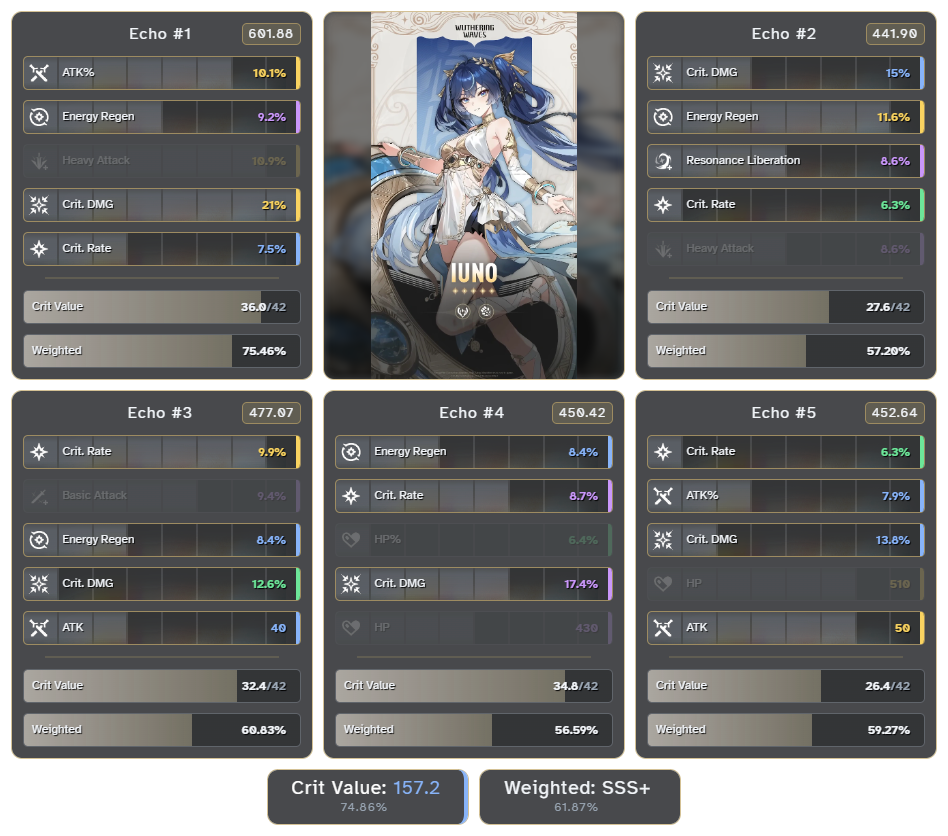 Echo #1
601.88
ATK%
10.1%
Energy Regen
9.2%
Heavy Attack
10.9%
Crit. DMG
21%
Crit. Rate
7.5%
Crit Value
36.0/42
Weighted
75.46%
WUTHERING
WAVES
IUNO
Echo #2
441.90
Crit. DMG
15%
Energy Regen
11.6%
Resonance Liberation
8.6%
Crit. Rate
6.3%
Heavy Attack
8.6%
Crit Value
27.6/42
Weighted
57.20%
Echo #3
477.07
Crit. Rate
9.9%
Basic Attack
9.4%
Energy Regen
8.4%
Crit. DMG
12.6%
ATK
40
Crit Value
32.4/42
Weighted
60.83%
Echo #4
450.42
Energy Regen
8.4%
Crit. Rate
8.7%
HP%
6.4%
Crit. DMG
17.4%
HP
430
Crit Value
34.8/42
Weighted
56.59%
Echo #5
452.64
Crit. Rate
6.3%
ATK%
7.9%
Crit. DMG
13.8%
HP
510
ATK
50
Crit Value
26.4/42
Weighted
59.27%
Crit Value: 157.2
74.86%
Weighted: SSS+
61.87%